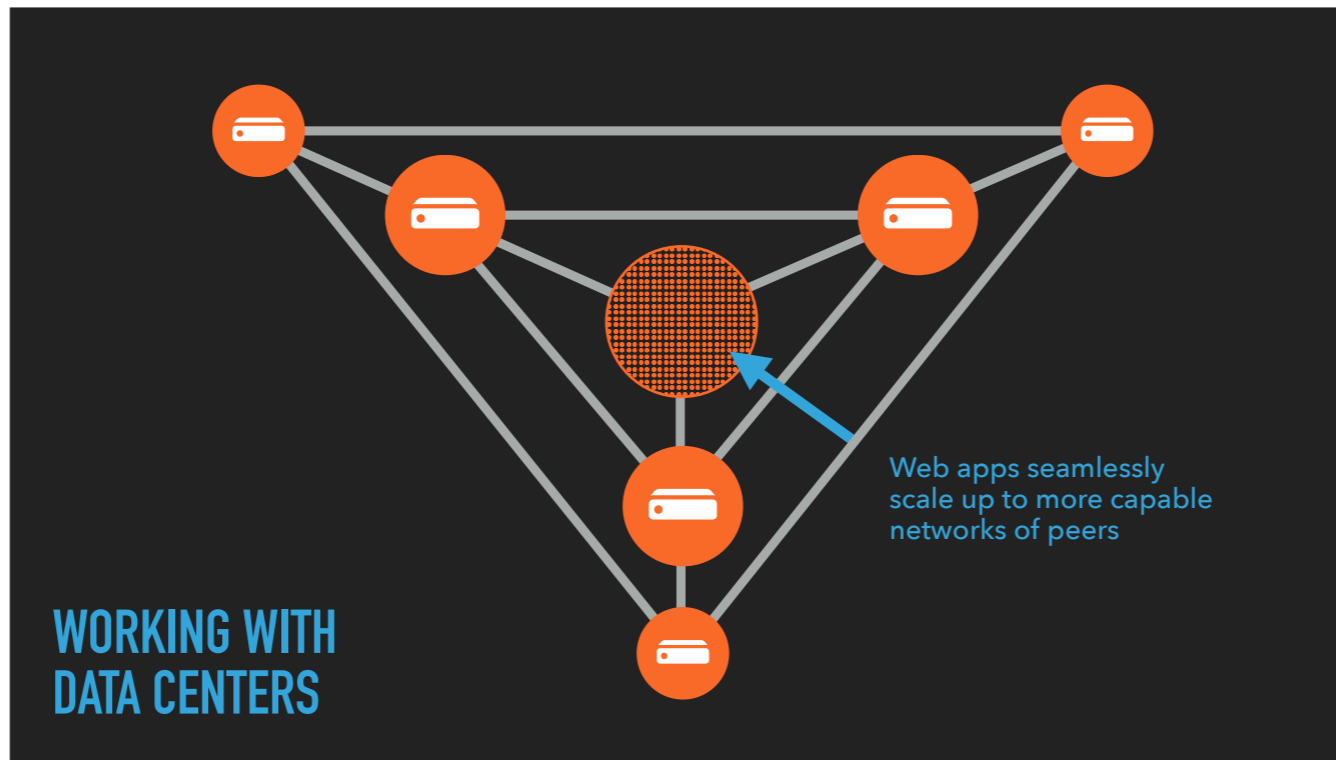 Web apps seamlessly
scale up to more capable
networks of peers
WORKING WITH
DATA CENTERS